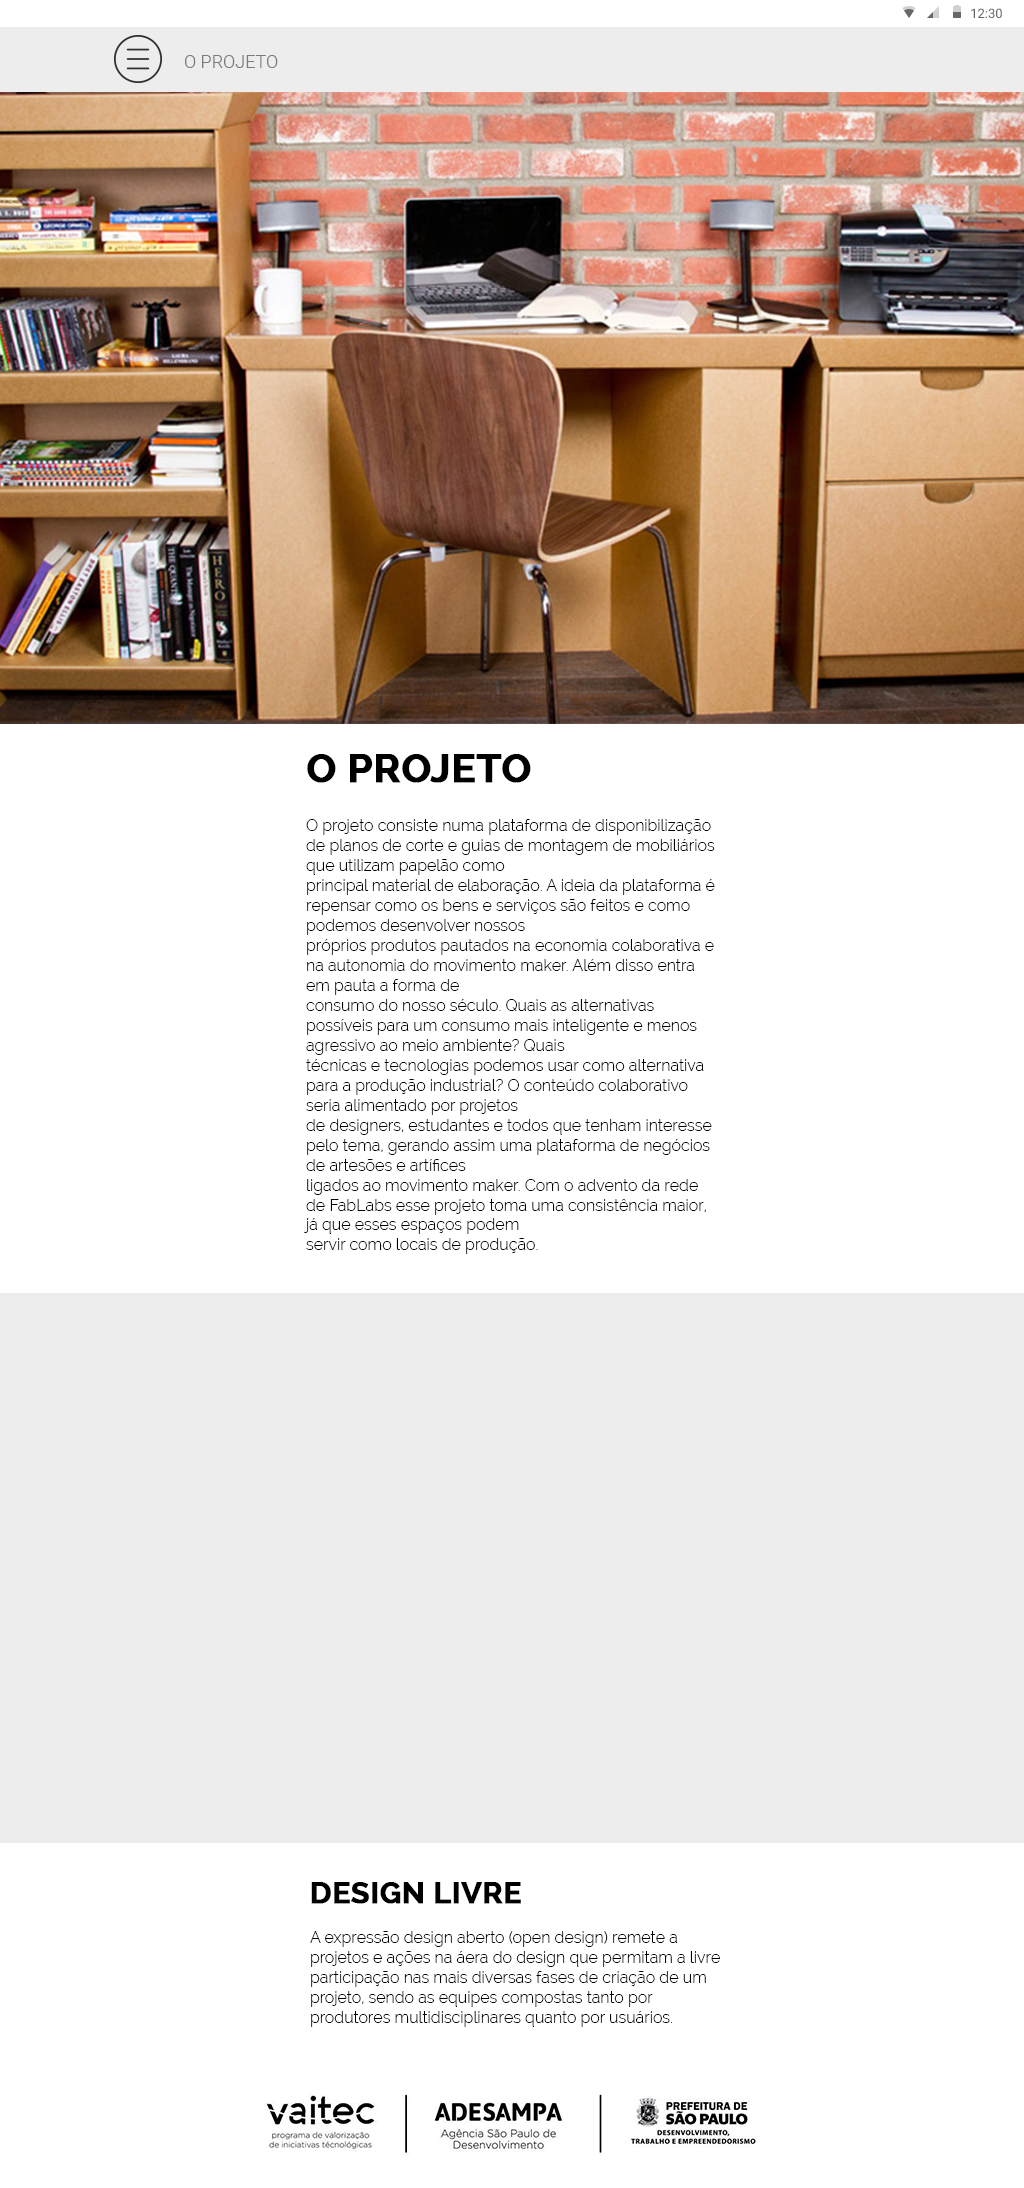 12:30
O PROJETO
GEORGE ORWELL
LAURA
HILLENBRAND
HERO
O PROJETO
O projeto consiste numa plataforma de disponibilização
de planos de corte e guias de montagem de mobiliários
que utilizam papelão como
principal material de elaboração. A ideia da plataforma é
repensar como os bens e serviços são feitos e como
podemos desenvolver nossos
próprios produtos pautados na economia colaborativa e
na autonomia do movimento maker. Além disso entra
em pauta a forma de
consumo do nosso século. Quais as alternativas
possíveis para um consumo mais inteligente e menos
agressivo ao meio ambiente? Quais
técnicas e tecnologias podemos usar como alternativa
para a produção industrial? O conteúdo colaborativo
seria alimentado por projetos
de designers, estudantes e todos que tenham interesse
pelo tema, gerando assim uma plataforma de negócios
de artesões e artífices
ligados ao movimento maker. Com o advento da rede
de FabLabs esse projeto toma uma consistência maior,
já que esses espaços podem
servir como locais de produção.
DESIGN LIVRE
A expressão design aberto (open design) remete a
projetos e ações na áera do design que permitam a livre
participação nas mais diversas fases de criação de um
projeto, sendo as equipes compostas tanto por
produtores multidisciplinares quanto por usuários.
vaitec
programa de valorização
de iniciativas técnológicas
ADESAMPA
Agência São Paulo de
Desenvolvimento
PREFEITURA DE
SÃO PAULO
DESENVOLVIMENTO,
TRABALHO E EMPREENDEDORISMO